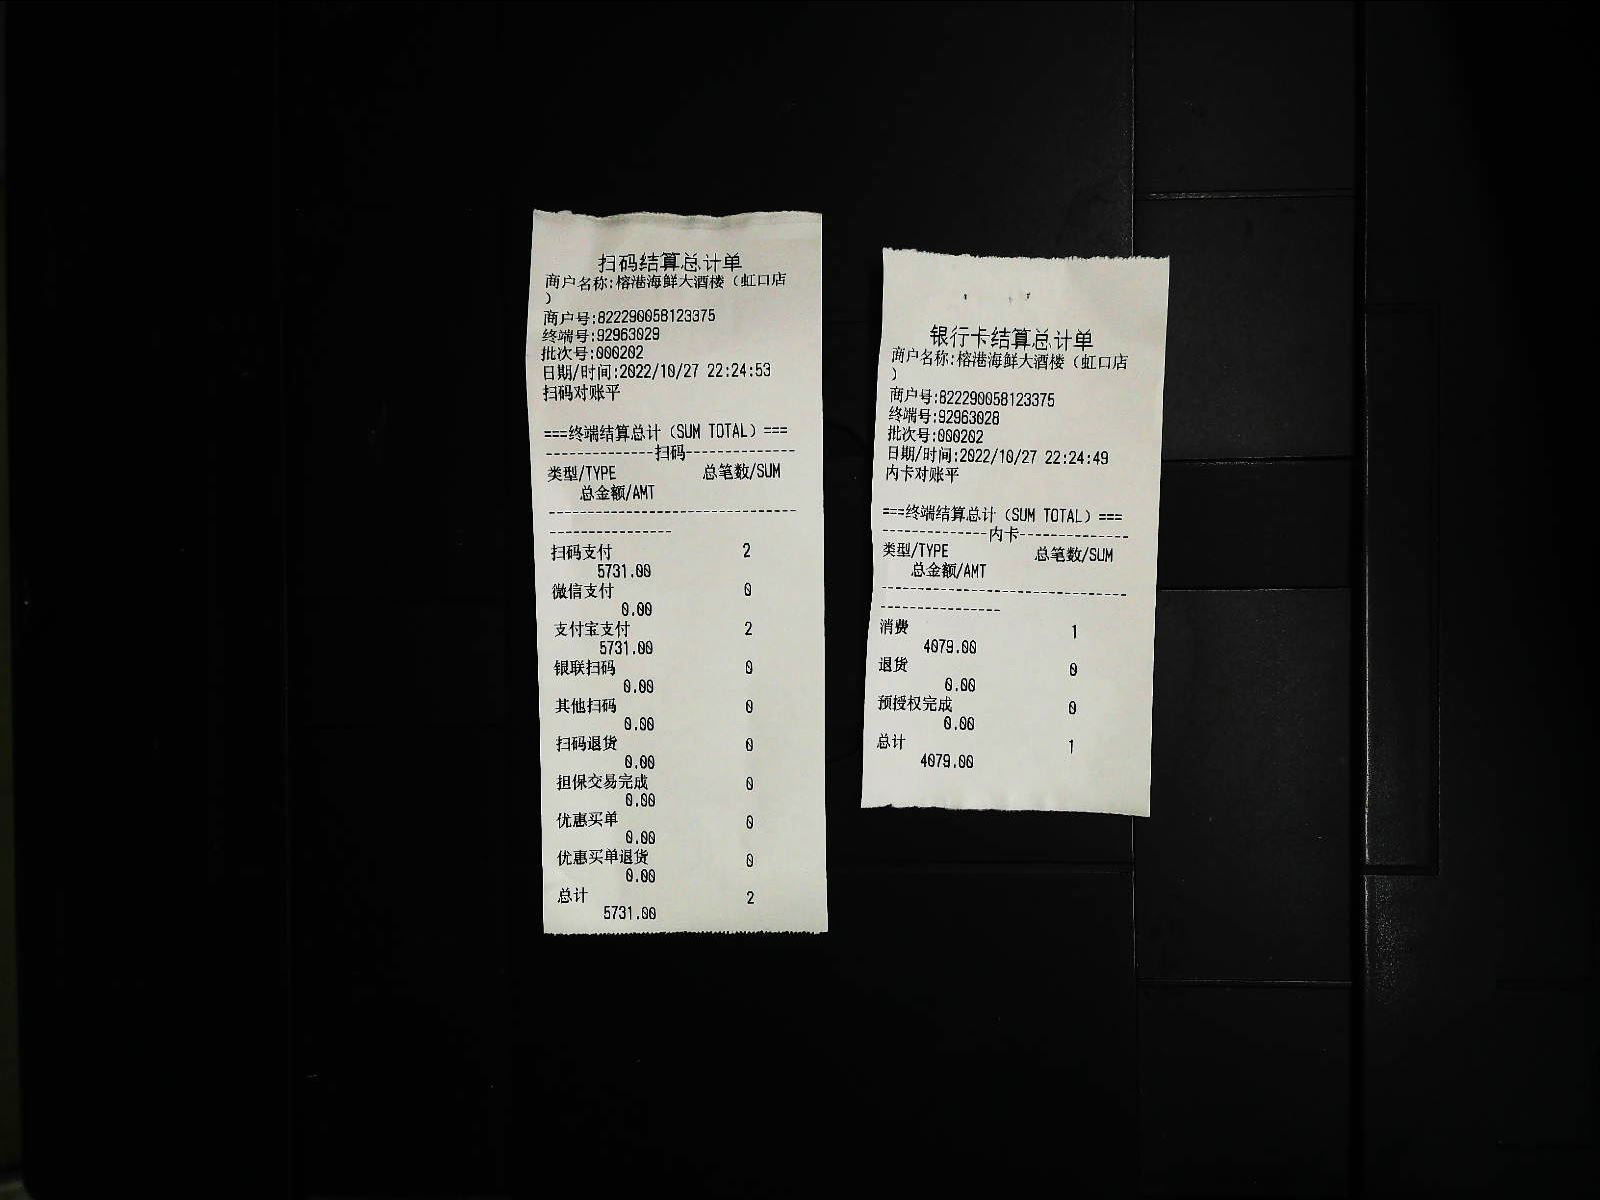 扫码结算总计单
商户名称:榕港海鲜大酒楼（虹口店
）
商户号:822290058123375
终端号:92963029
批次号:000202
日期/时间:2022/10/27 22:24:53
扫码对账平
===终端结算总计（SUM TOTAL）===
--------------扫码--------------
类型/TYPE 总笔数/SUM
总金额/AMT
--------------------------------
----------------
扫码支付 2
5731.00
微信支付 0
0.00
支付宝支付 2
5731.00
银联扫码 0
0.00
其他扫码 0
0.00
扫码退货 0
0.00
担保交易完成 0
0.00
优惠买单 0
0.00
优惠买单退货 0
0.00
总计 2
5731.00
银行卡结算总计单
商户名称:榕港海鲜大酒楼（虹口店
）
商户号:822290058123375
终端号:92963028
批次号:000202
日期/时间:2022/10/27 22:24:49
内卡对账平
===终端结算总计（SUM TOTAL）===
--------------内卡--------------
类型/TYPE 总笔数/SUM
总金额/AMT
--------------------------------
----------------
消费 1
4079.00
退货 0
0.00
预授权完成 0
0.00
总计 1
4079.00